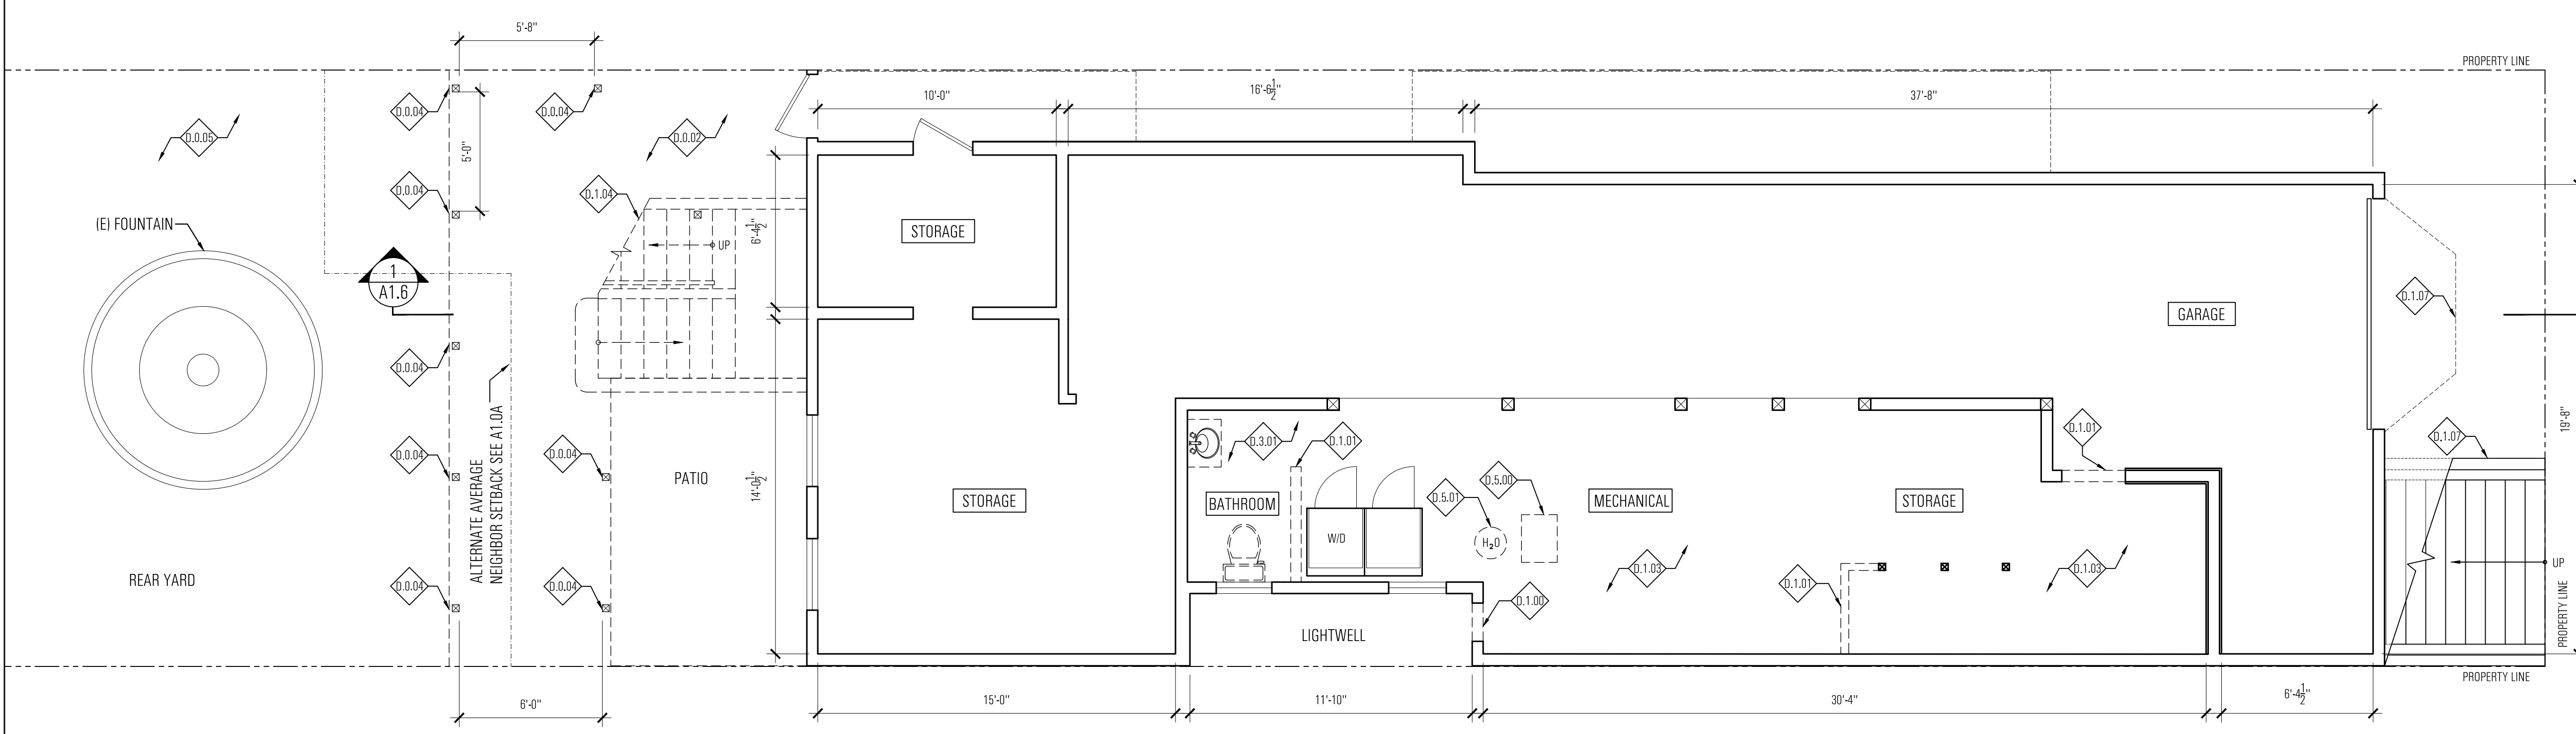 5'-8"
PROPERTY LINE
10'-0"
16'-6 1/2"
37'-8"
D.0.04
D.0.04
D.0.05
D.0.02
5'-0"
D.0.04
D.1.04
(E) FOUNTAIN
6'-4 1/2"
STORAGE
UP
1
A1.6
D.1.07
GARAGE
D.0.04
ALTERNATE AVERAGE
NEIGHBOR SETBACK SEE A1.0A
19'-8"
D.3.01
D.1.01
D.1.01
D.1.07
D.0.04
D.0.04
PATIO
14'-0 1/2"
STORAGE
BATHROOM
W/D
D.5.01
D.5.00
H2O
MECHANICAL
STORAGE
REAR YARD
D.0.04
D.0.04
D.1.03
D.1.01
D.1.03
UP
D.1.00
LIGHTWELL
PROPERTY LINE
PROPERTY LINE
6'-0"
15'-0"
11'-10"
30'-4"
6'-4 1/2"